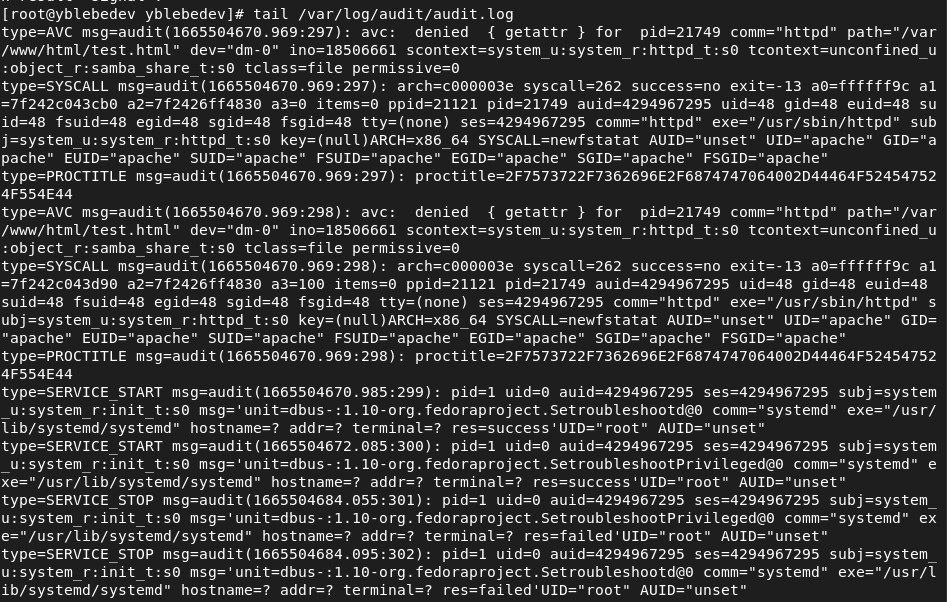 [root@yblebedev yblebedev]# tail /var/log/audit/audit.log
type=AVC msg=audit(1665504670.969:297): avc:  denied  { getattr } for  pid=21749 comm="httpd" path="/var
/www/html/test.html" dev="dm-0" ino=18506661 scontext=system_u:system_r:httpd_t:s0 tcontext=unconfined_u
:object_r:samba_share_t:s0 tclass=file permissive=0
type=SYSCALL msg=audit(1665504670.969:297): arch=c000003e syscall=262 success=no exit=-13 a0=ffffff9c a1
=7f242c043cb0 a2=7f2426ff4830 a3=0 items=0 ppid=21121 pid=21749 auid=4294967295 uid=48 gid=48 euid=48 su
id=48 fsuid=48 egid=48 sgid=48 fsgid=48 tty=(none) ses=4294967295 comm="httpd" exe="/usr/sbin/httpd" sub
j=system_u:system_r:httpd_t:s0 key=(null)ARCH=x86_64 SYSCALL=newfstatat AUID="unset" UID="apache" GID="a
pache" EUID="apache" SUID="apache" FSUID="apache" EGID="apache" SGID="apache" FSGID="apache"
type=PROCTITLE msg=audit(1665504670.969:297): proctitle=2F7573722F7362696E2F6874747064002D44464F52454752
4F554E44
type=AVC msg=audit(1665504670.969:298): avc:  denied  { getattr } for  pid=21749 comm="httpd" path="/var
/www/html/test.html" dev="dm-0" ino=18506661 scontext=system_u:system_r:httpd_t:s0 tcontext=unconfined_u
:object_r:samba_share_t:s0 tclass=file permissive=0
type=SYSCALL msg=audit(1665504670.969:298): arch=c000003e syscall=262 success=no exit=-13 a0=ffffff9c a1
=7f242c043d90 a2=7f2426ff4830 a3=100 items=0 ppid=21121 pid=21749 auid=4294967295 uid=48 gid=48 euid=48 
suid=48 fsuid=48 egid=48 sgid=48 fsgid=48 tty=(none) ses=4294967295 comm="httpd" exe="/usr/sbin/httpd" s
ubj=system_u:system_r:httpd_t:s0 key=(null)ARCH=x86_64 SYSCALL=newfstatat AUID="unset" UID="apache" GID=
"apache" EUID="apache" SUID="apache" FSUID="apache" EGID="apache" SGID="apache" FSGID="apache"
type=PROCTITLE msg=audit(1665504670.969:298): proctitle=2F7573722F7362696E2F6874747064002D44464F52454752
4F554E44
type=SERVICE_START msg=audit(1665504670.985:299): pid=1 uid=0 auid=4294967295 ses=4294967295 subj=system
_u:system_r:init_t:s0 msg='unit=dbus-:1.10-org.fedoraproject.Setroubleshootd@0 comm="systemd" exe="/usr/
lib/systemd/systemd" hostname=? addr=? terminal=? res=success'UID="root" AUID="unset"
type=SERVICE_START msg=audit(1665504672.085:300): pid=1 uid=0 auid=4294967295 ses=4294967295 subj=system
_u:system_r:init_t:s0 msg='unit=dbus-:1.10-org.fedoraproject.SetroubleshootPrivileged@0 comm="systemd" e
xe="/usr/lib/systemd/systemd" hostname=? addr=? terminal=? res=success'UID="root" AUID="unset"
type=SERVICE_STOP msg=audit(1665504684.055:301): pid=1 uid=0 auid=4294967295 ses=4294967295 subj=system_
u:system_r:init_t:s0 msg='unit=dbus-:1.10-org.fedoraproject.SetroubleshootPrivileged@0 comm="systemd" ex
e="/usr/lib/systemd/systemd" hostname=? addr=? terminal=? res=failed'UID="root" AUID="unset"
type=SERVICE_STOP msg=audit(1665504684.095:302): pid=1 uid=0 auid=4294967295 ses=4294967295 subj=system_
u:system_r:init_t:s0 msg='unit=dbus-:1.10-org.fedoraproject.Setroubleshootd@0 comm="systemd" exe="/usr/l
ib/systemd/systemd" hostname=? addr=? terminal=? res=failed'UID="root" AUID="unset"